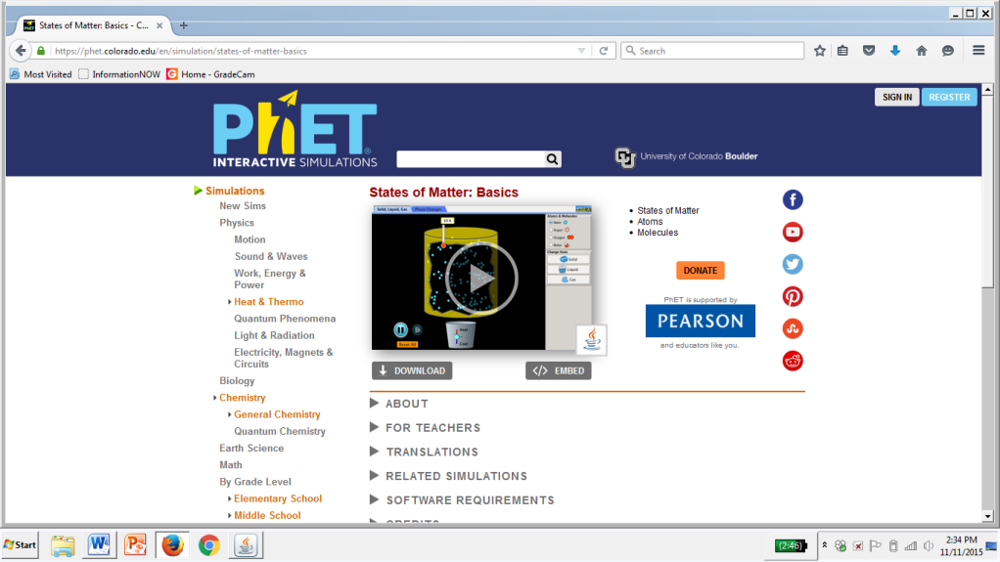 States of Matter: Basics - C...
https://phet.colorado.edu/en/simulation/states-of-matter-basics
Search
Most Visited InformationNOW G Home - GradeCam
SIGN IN REGISTER
PhET
INTERACTIVE SIMULATIONS
University of Colorado Boulder
Simulations
New Sims
Physics
Motion
Sound & Waves
Work, Energy &
Power
Heat & Thermo
Quantum Phenomena
Light & Radiation
Electricity, Magnets &
Circuits
Biology
Chemistry
General Chemistry
Quantum Chemistry
Earth Science
Math
By Grade Level
Elementary School
Middle School
States of Matter: Basics
Solid, Liquid, Gas Phase Changes
Atoms & Molecules
Neon
Argon
Oxygen
Water
Change State
Solid
Liquid
Gas
Heat
Cool
Reset All
DOWNLOAD
EMBED
ABOUT
FOR TEACHERS
TRANSLATIONS
RELATED SIMULATIONS
SOFTWARE REQUIREMENTS
CREDITS
States of Matter
Atoms
Molecules
DONATE
PhET is supported by
PEARSON
and educators like you.
Start
(2:46)
2:34 PM
11/11/2015